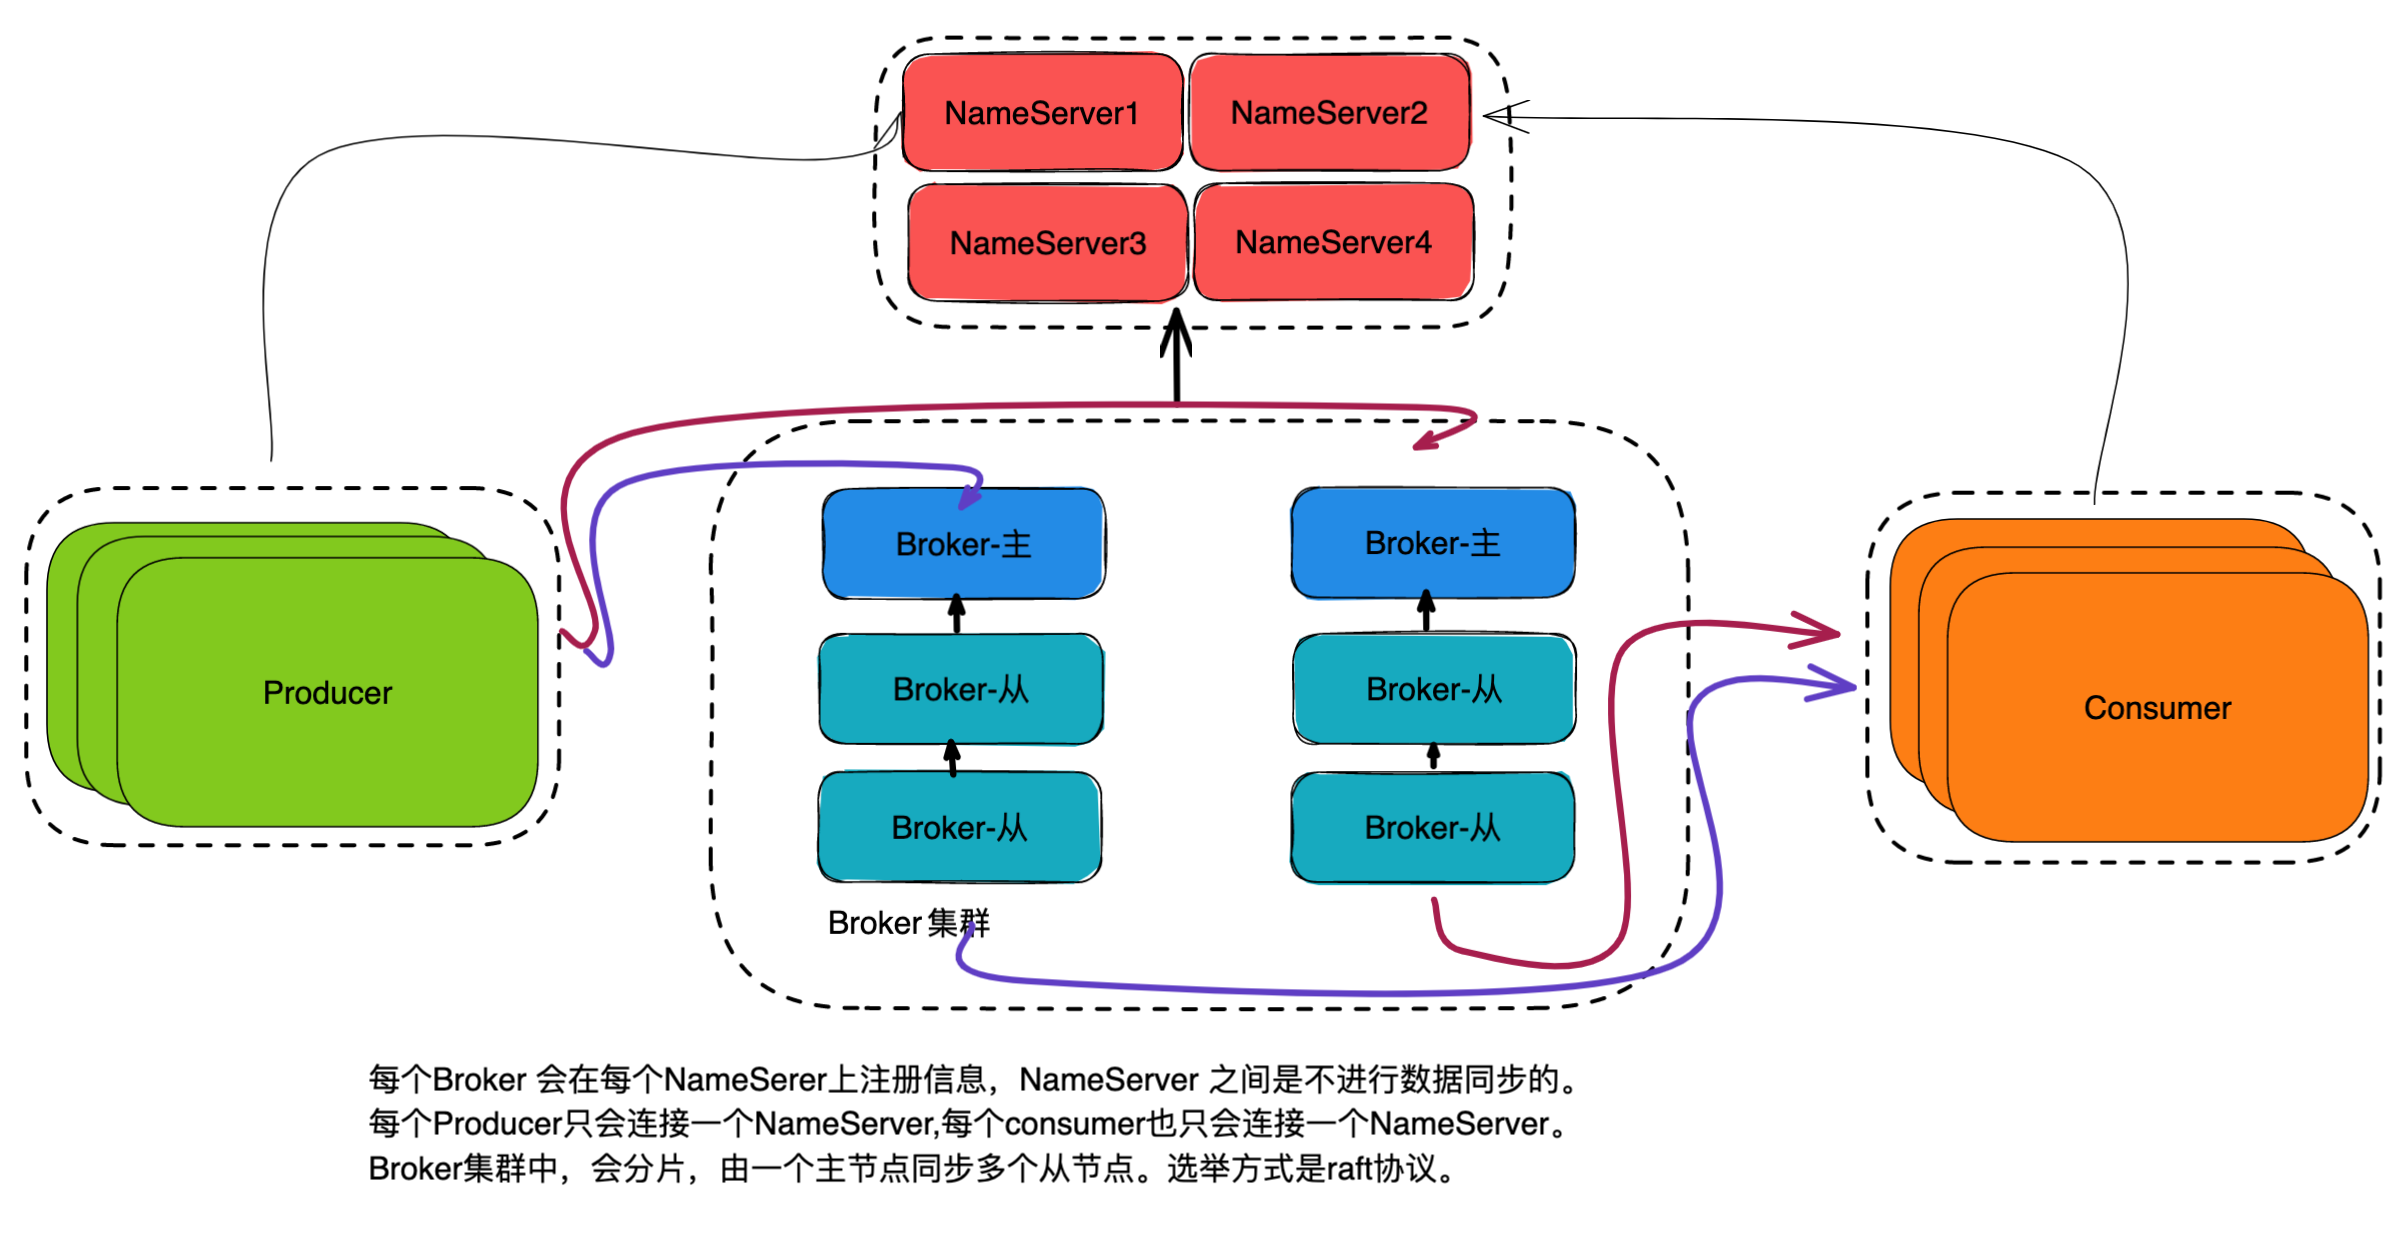 NameServer1
NameServer2
NameServer3
NameServer4
Broker-主
Broker-主
Producer
Broker-从
Broker-从
Consumer
Broker-从
Broker-从
Broker 集群
每个Broker 会在每个NameSerer上注册信息，NameServer 之间是不进行数据同步的。
每个Producer只会连接一个NameServer,每个consumer也只会连接一个NameServer。
Broker集群中，会分片，由一个主节点同步多个从节点。选举方式是raft协议。